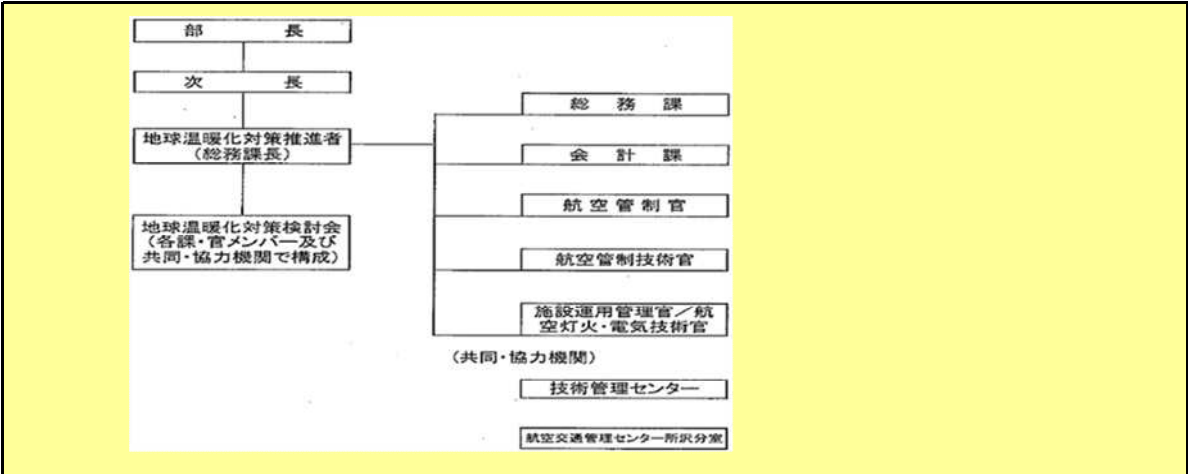 部長
次長
地球温暖化対策推進者
(総務課長)
地球温暖化対策検討会
(各課・官メンバー及び
共同・協力機関で構成)
総務課
会計課
航空管制官
航空管制技術官
施設運用管理官/航
空灯火・電気技術官
(共同・協力機関)
技術管理センター
航空交通管理センター所沢分室